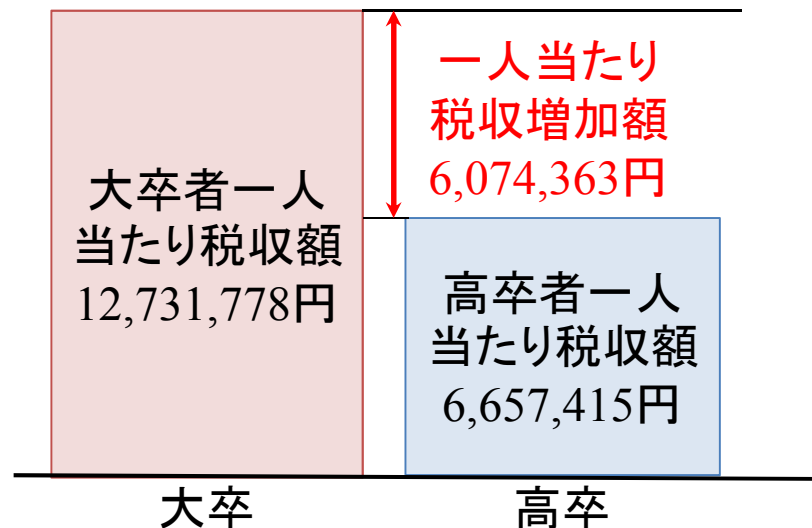 大卒者一人
当たり税収額
12,731,778円
一人当たり
税収増加額
6,074,363円
高卒者一人
当たり税収額
6,657,415円
大卒
高卒